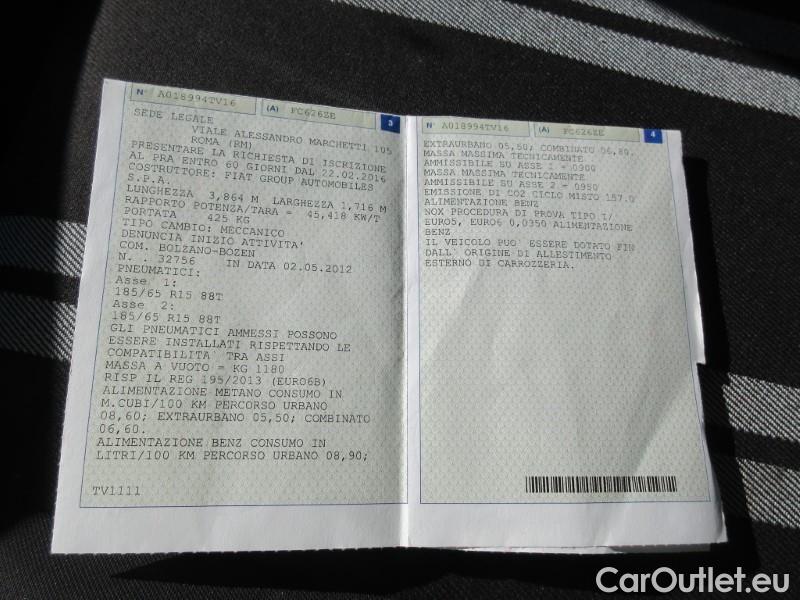 N° A018994TV16 (A) FC626ZE 3
SEDE LEGALE
VIALE ALESSANDRO MARCHETTI 105
ROMA (RM)
PRESENTARE LA RICHIESTA DI ISCRIZIONE
AL PRA ENTRO 60 GIORNI DAL 22.02.2016
COSTRUTTORE: FIAT GROUP AUTOMOBILES
S.P.A.
LUNGHEZZA 3,864 M LARGHEZZA 1,716 M
RAPPORTO POTENZA/TARA = 45,418 KW/T
PORTATA 425 KG
TIPO CAMBIO: MECCANICO
DENUNCIA INIZIO ATTIVITA'
COM. BOLZANO-BOZEN
N. . 32756 IN DATA 02.05.2012
PNEUMATICI:
Asse 1:
185/65 R15 88T
Asse 2:
185/65 R15 88T
GLI PNEUMATICI AMMESSI POSSONO
ESSERE INSTALLATI RISPETTANDO LE
COMPATIBILITA' TRA ASSI
MASSA A VUOTO = KG 1180
RISP IL REG 195/2013 (EURO6B)
ALIMENTAZIONE METANO CONSUMO IN
M.CUBI/100 KM PERCORSO URBANO
08,60; EXTRAURBANO 05,50; COMBINATO
06,60.
ALIMENTAZIONE BENZ CONSUMO IN
LITRI/100 KM PERCORSO URBANO 08,90;
TV1111
N° A018994TV16 (A) FC626ZE 4
EXTRAURBANO 05,50; COMBINATO 06,80.
MASSA MASSIMA TECNICAMENTE
AMMISSIBILE SU ASSE 1 = 0900
MASSA MASSIMA TECNICAMENTE
AMMISSIBILE SU ASSE 2 = 0950
EMISSIONE DI CO2 CICLO MISTO 157.0
ALIMENTAZIONE BENZ
NOX PROCEDURA DI PROVA TIPO I/
EURO5, EURO6 0,0350 ALIMENTAZIONE
BENZ
IL VEICOLO PUO' ESSERE DOTATO FIN
DALL' ORIGINE DI ALLESTIMENTO
ESTERNO DI CARROZZERIA.
CarOutlet.eu